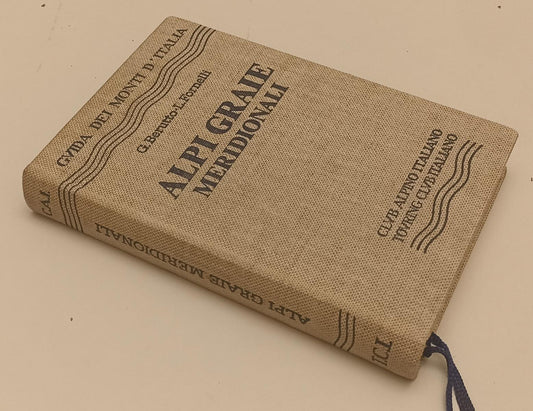 GVIDA DEI MONTI D'ITALIA
G.Berutto-L.Fornelli
ALPI GRAIE
MERIDIONALI
CLVB ALPINO ITALIANO
TOVRING CLVB ITALIANO
C.A.I.
ALPI GRAIE MERIDIONALI
T.C.I.